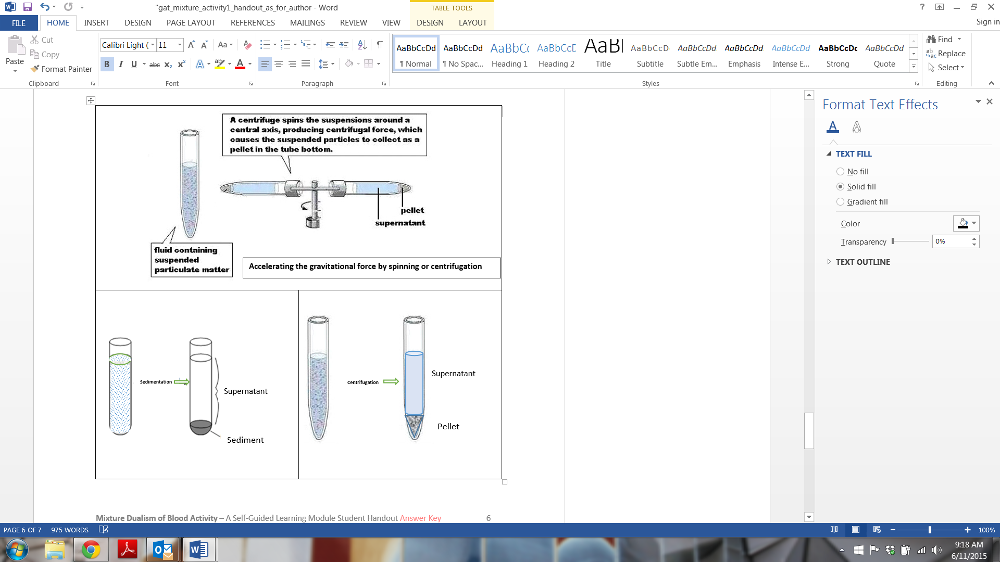 "gat_mixture_activity1_handout_as_for_author - Word
TABLE TOOLS
?
FILE
HOME
INSERT
DESIGN
PAGE LAYOUT
REFERENCES
MAILINGS
REVIEW
VIEW
DESIGN
LAYOUT
Sign in
Paste
Cut
Copy
Format Painter
Clipboard
Calibri Light (
11
Aa
B I U abc x₂ x²
A
A
Font
Paragraph
AaBbCcDd
¶ Normal
AaBbCcDd
¶ No Spac...
AaBbCc
Heading 1
AaBbCcD
Heading 2
AaBl
Title
AaBbCcD
Subtitle
AaBbCcDd
Subtle Em...
AaBbCcDd
Emphasis
AaBbCcDd
Intense E...
AaBbCcDc
Strong
AaBbCcDd
Quote
Styles
Find
Replace
Select
Editing
A centrifuge spins the suspensions around a
central axis, producing centrifugal force, which
causes the suspended particles to collect as a
pellet in the tube bottom.
pellet
supernatant
fluid containing
suspended
particulate matter
Accelerating the gravitational force by spinning or centrifugation
Sedimentation
Supernatant
Sediment
Centrifugation
Supernatant
Pellet
Mixture Dualism of Blood Activity – A Self-Guided Learning Module Student Handout Answer Key 6
Format Text Effects
TEXT FILL
No fill
Solid fill
Gradient fill
Color
Transparency
0%
TEXT OUTLINE
PAGE 6 OF 7
975 WORDS
100%
9:18 AM
6/11/2015